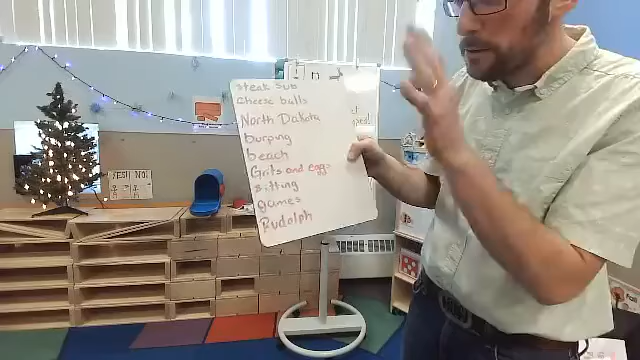 steak sub
cheese balls
North Dakota
burping
beach
Grits and eggs
sitting
games
Rudolph
YES! NO!